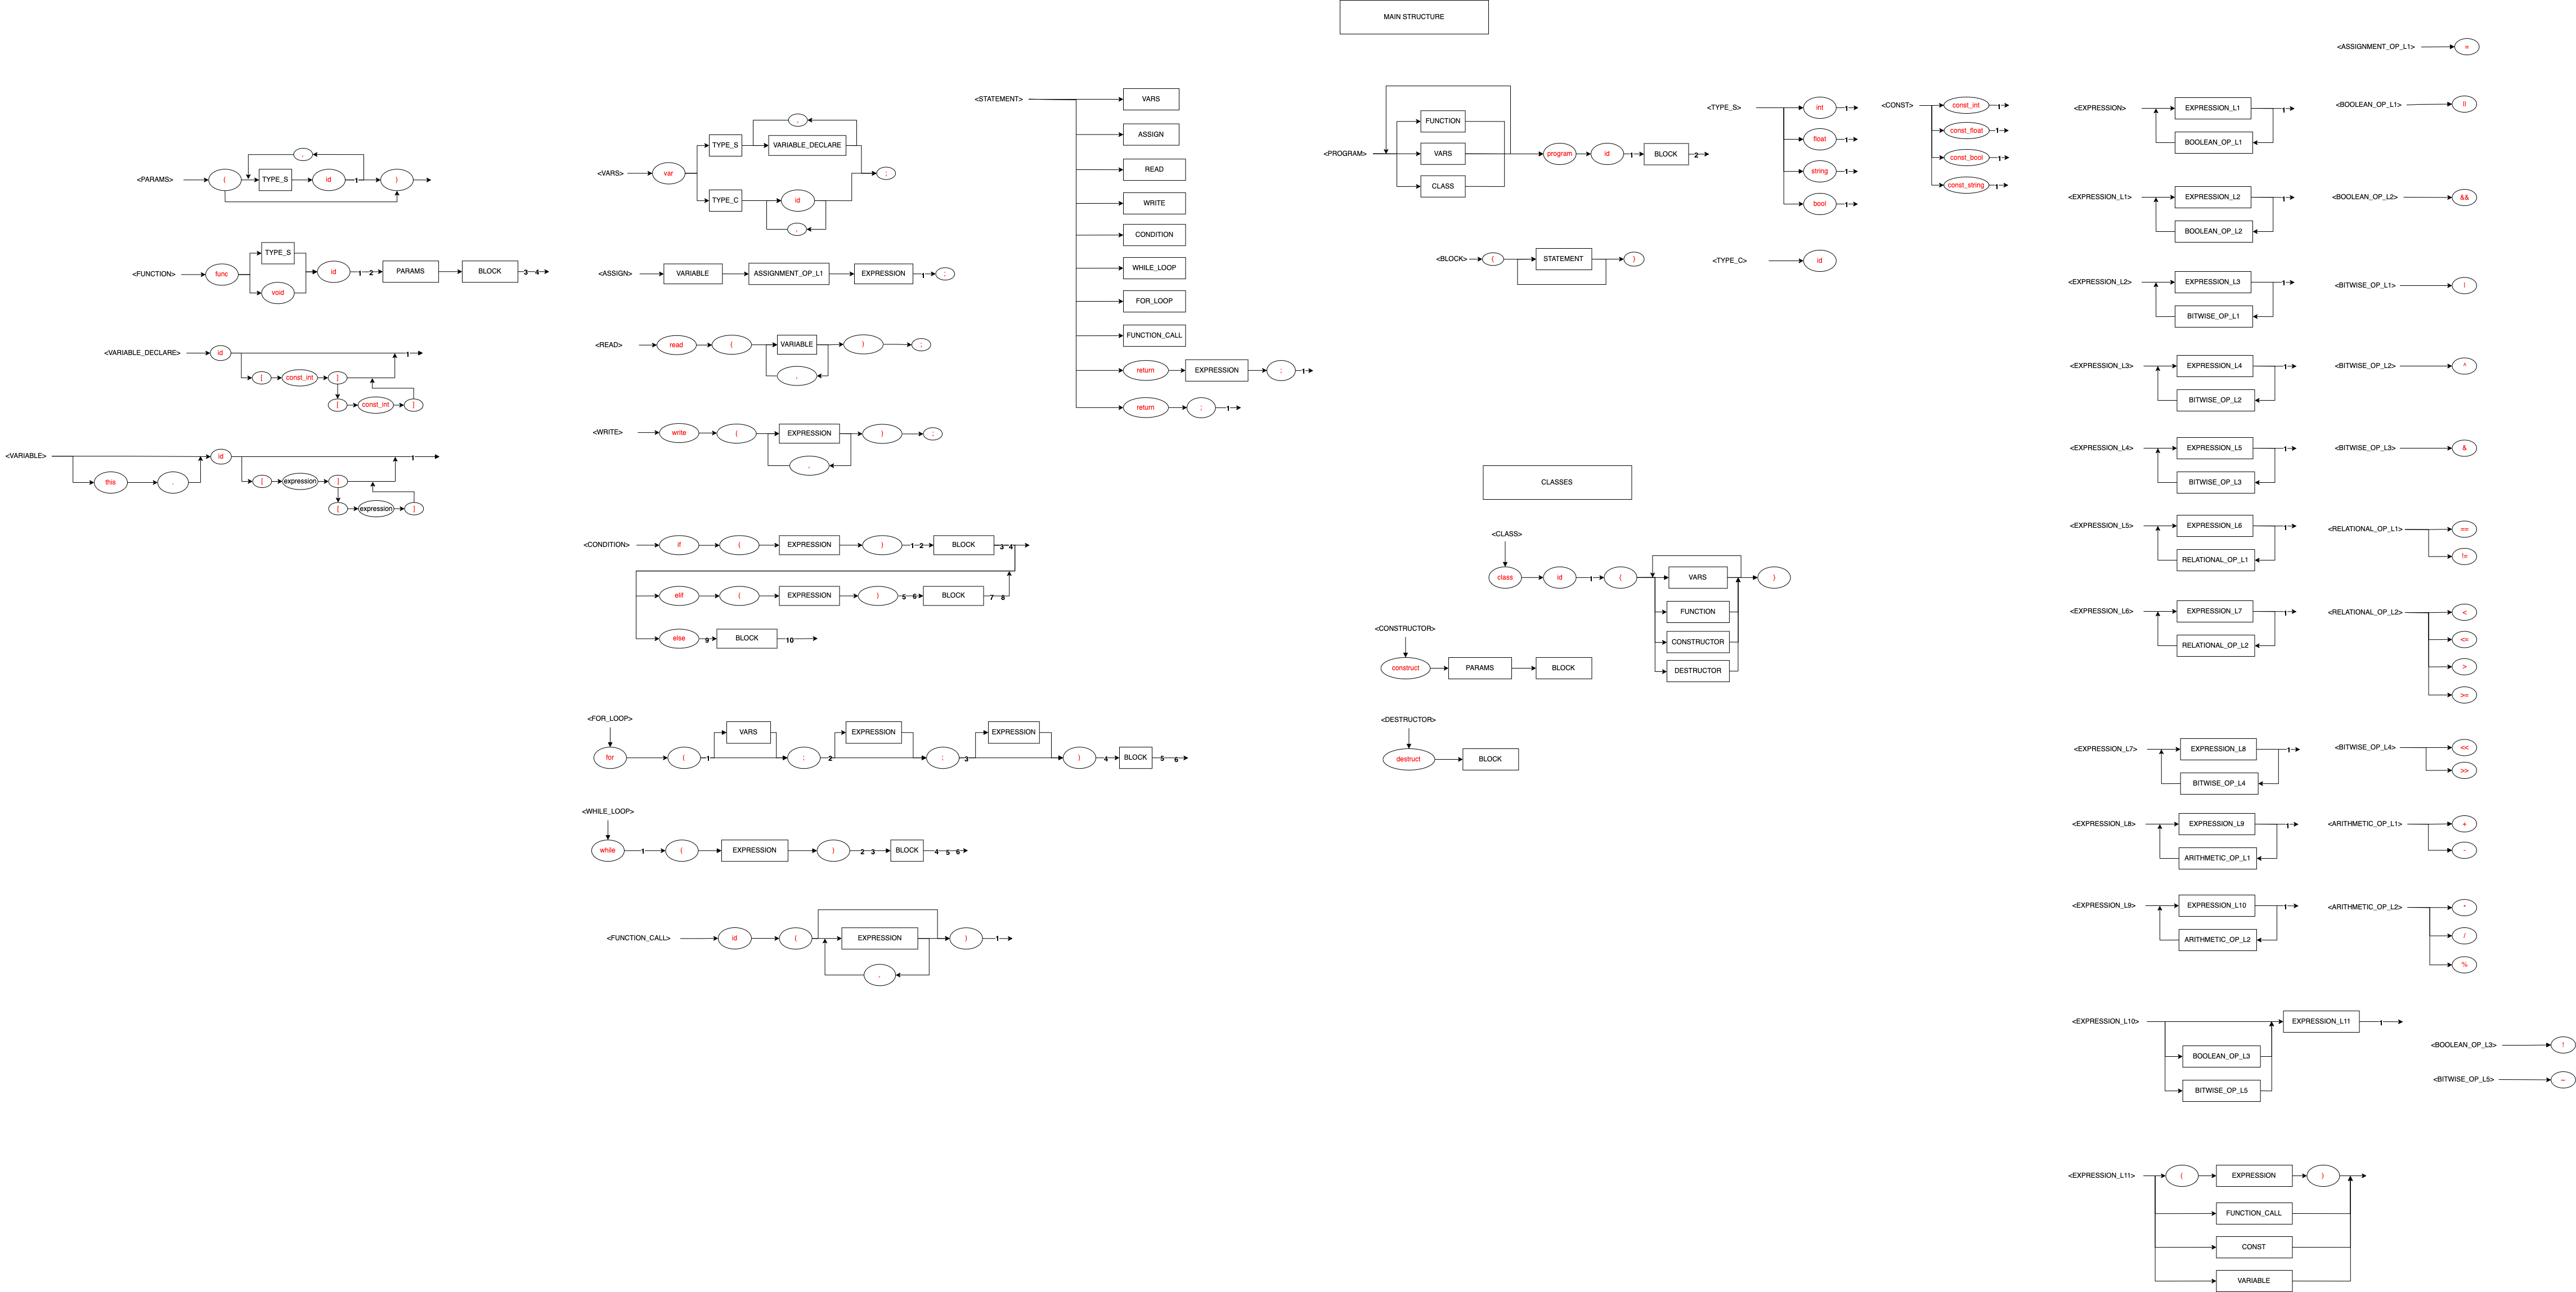 MAIN STRUCTURE
<PARAMS> ( TYPE_S id 1 )
,
<FUNCTION> func TYPE_S id 1 2 PARAMS BLOCK 3 4
void
<VARIABLE_DECLARE> id 1
[ const_int ]
[ const_int ]
<VARIABLE> id 1
this .
[ expression ]
[ expression ]
<VARS> var TYPE_S VARIABLE_DECLARE ;
,
TYPE_C id
,
<ASSIGN> VARIABLE ASSIGNMENT_OP_L1 EXPRESSION 1 ;
<READ> read ( VARIABLE ) ;
,
<WRITE> write ( EXPRESSION ) ;
,
<CONDITION> if ( EXPRESSION ) 1 2 BLOCK 3 4
elif ( EXPRESSION ) 5 6 BLOCK 7 8
else 9 BLOCK 10
<FOR_LOOP>
for ( 1 VARS ; 2 EXPRESSION ; 3 EXPRESSION ) 4 BLOCK 5 6
<WHILE_LOOP>
while 1 ( EXPRESSION ) 2 3 BLOCK 4 5 6
<FUNCTION_CALL> id ( EXPRESSION ) 1
,
<STATEMENT> VARS
ASSIGN
READ
WRITE
CONDITION
WHILE_LOOP
FOR_LOOP
FUNCTION_CALL
return EXPRESSION ; 1
return ; 1
<PROGRAM> FUNCTION
VARS program id 1 BLOCK 2
CLASS
<BLOCK> { STATEMENT }
<TYPE_S> int 1
float 1
string 1
bool 1
<TYPE_C> id
<CONST> const_int 1
const_float 1
const_bool 1
const_string 1
CLASSES
<CLASS>
class id 1 { VARS }
FUNCTION
CONSTRUCTOR
DESTRUCTOR
<CONSTRUCTOR>
construct PARAMS BLOCK
<DESTRUCTOR>
destruct BLOCK
<EXPRESSION> EXPRESSION_L1 1
BOOLEAN_OP_L1
<EXPRESSION_L1> EXPRESSION_L2 1
BOOLEAN_OP_L2
<EXPRESSION_L2> EXPRESSION_L3 1
BITWISE_OP_L1
<EXPRESSION_L3> EXPRESSION_L4 1
BITWISE_OP_L2
<EXPRESSION_L4> EXPRESSION_L5 1
BITWISE_OP_L3
<EXPRESSION_L5> EXPRESSION_L6 1
RELATIONAL_OP_L1
<EXPRESSION_L6> EXPRESSION_L7 1
RELATIONAL_OP_L2
<EXPRESSION_L7> EXPRESSION_L8 1
BITWISE_OP_L4
<EXPRESSION_L8> EXPRESSION_L9 1
ARITHMETIC_OP_L1
<EXPRESSION_L9> EXPRESSION_L10 1
ARITHMETIC_OP_L2
<EXPRESSION_L10> EXPRESSION_L11 1
BOOLEAN_OP_L3
BITWISE_OP_L5
<EXPRESSION_L11> ( EXPRESSION )
FUNCTION_CALL
CONST
VARIABLE
<ASSIGNMENT_OP_L1> =
<BOOLEAN_OP_L1> ||
<BOOLEAN_OP_L2> &&
<BITWISE_OP_L1> |
<BITWISE_OP_L2> ^
<BITWISE_OP_L3> &
<RELATIONAL_OP_L1> ==
!=
<RELATIONAL_OP_L2> <
<=
>
>=
<BITWISE_OP_L4> <<
>>
<ARITHMETIC_OP_L1> +
-
<ARITHMETIC_OP_L2> *
/
%
<BOOLEAN_OP_L3> !
<BITWISE_OP_L5> ~